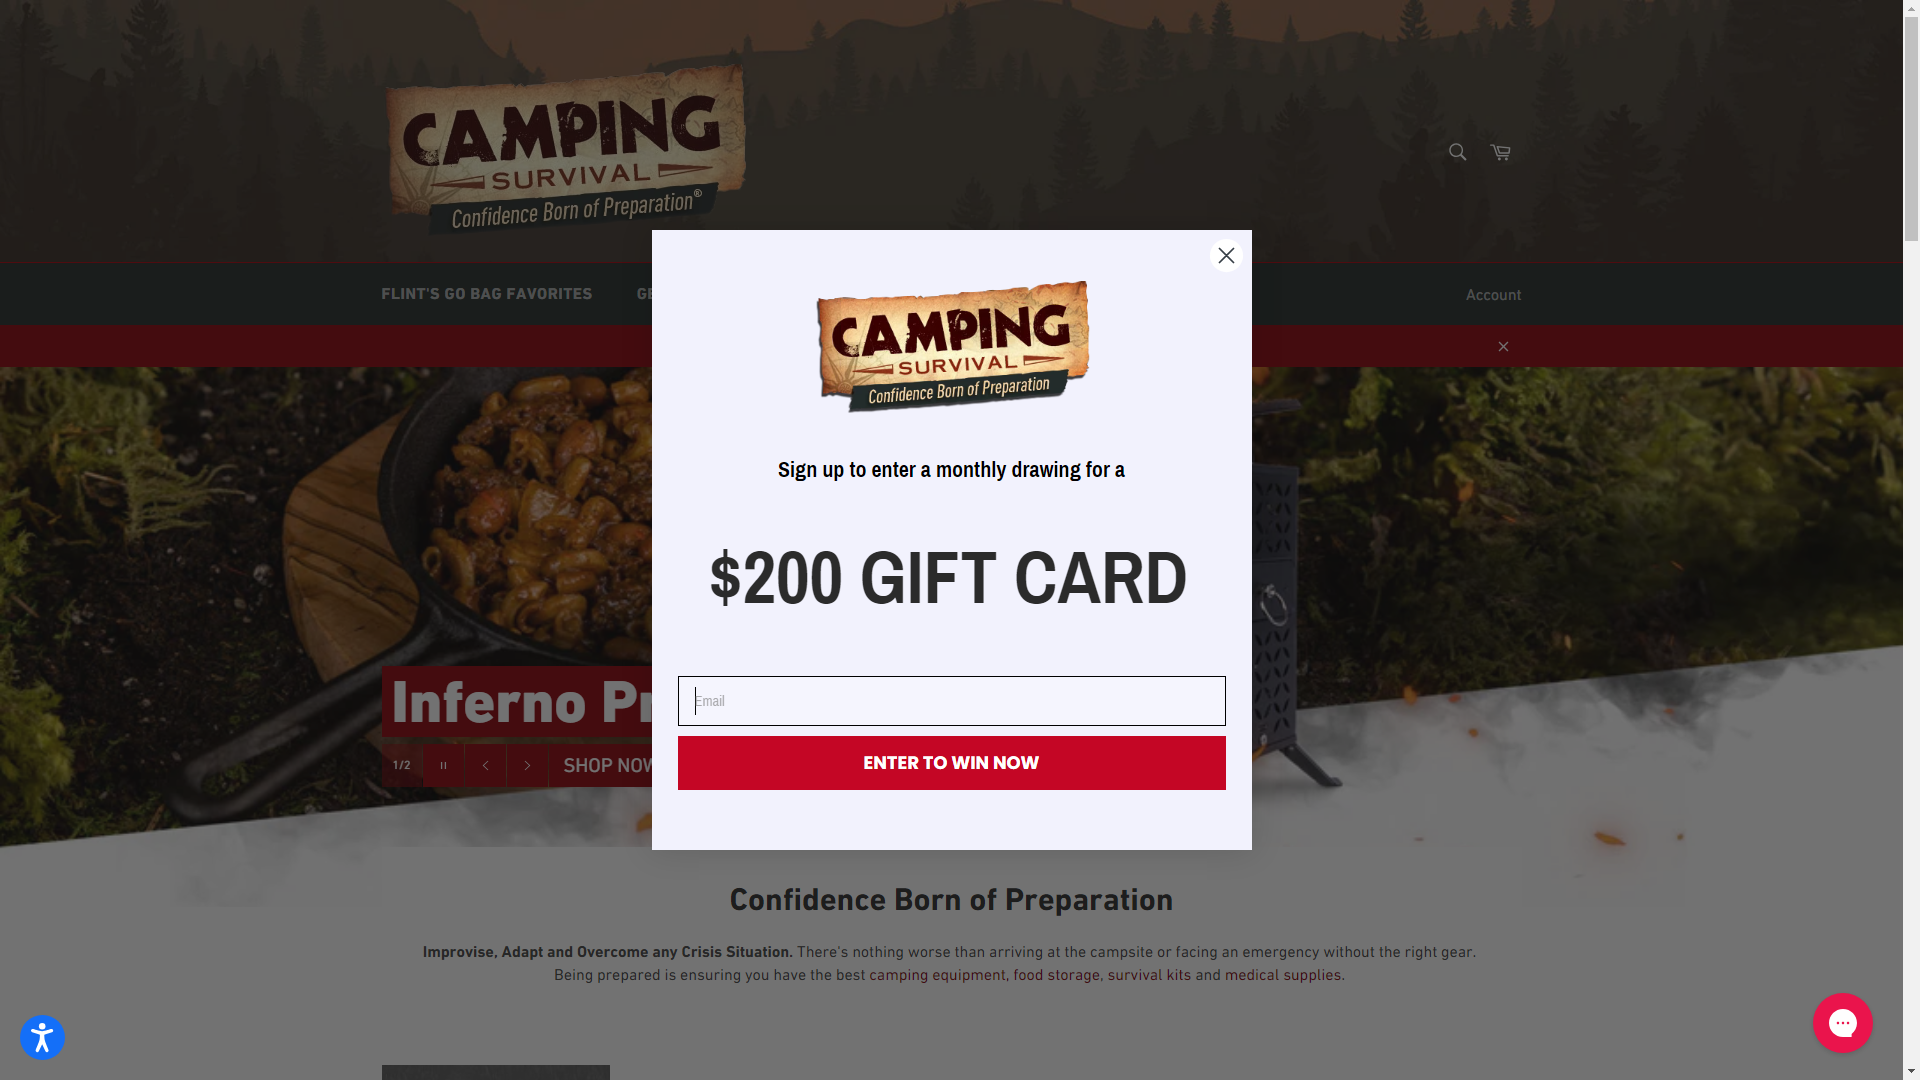 CAMPING
SURVIVAL
Confidence Born of Preparation®
FLINT'S GO BAG FAVORITES
Account
CAMPING
SURVIVAL
Confidence Born of Preparation
Sign up to enter a monthly drawing for a
$200 GIFT CARD
Email
ENTER TO WIN NOW
Inferno
1/2
SHOP NOW
Confidence Born of Preparation
Improvise, Adapt and Overcome any Crisis Situation. There's nothing worse than arriving at the campsite or facing an emergency without the right gear.
Being prepared is ensuring you have the best camping equipment, food storage, survival kits and medical supplies.